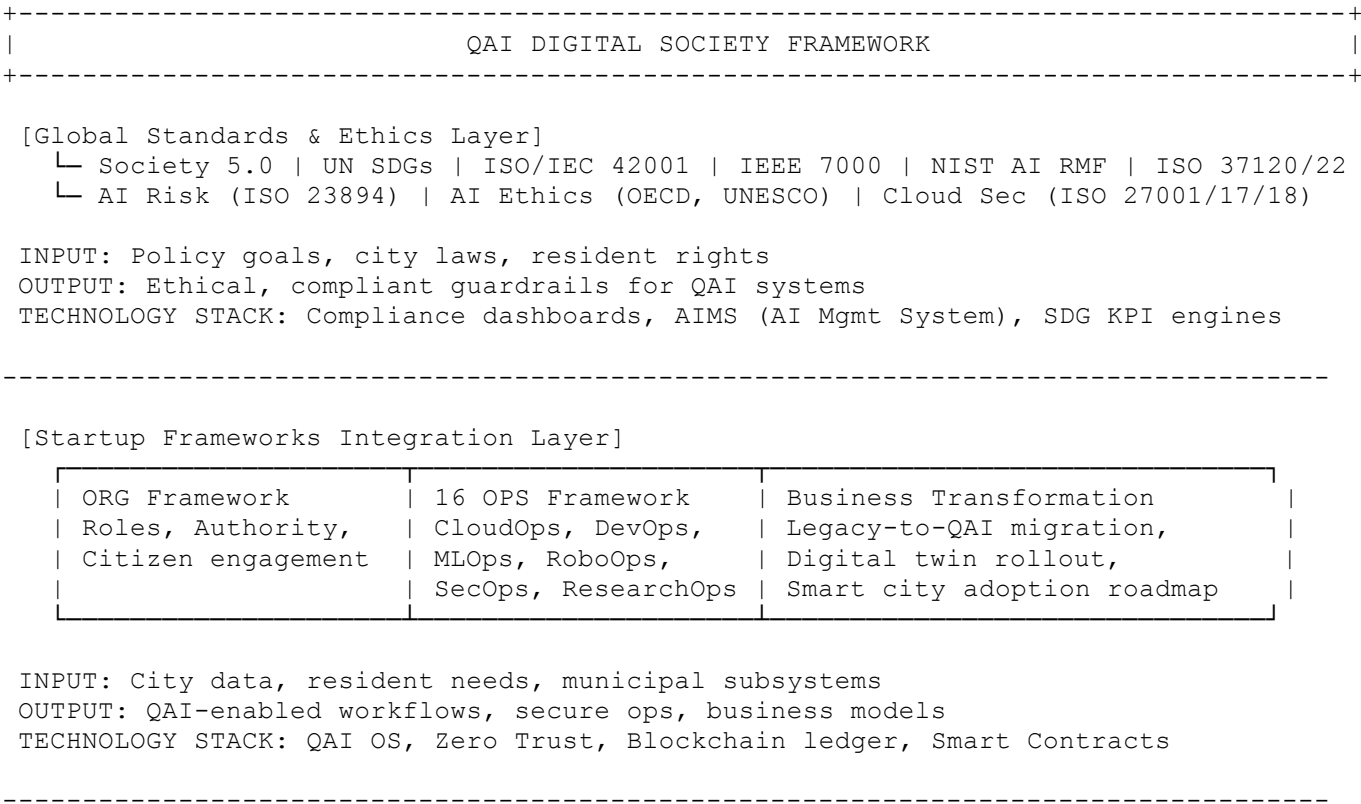 +------------------------------------------------------------------------------------+
|                             QAI DIGITAL SOCIETY FRAMEWORK                          |
+------------------------------------------------------------------------------------+
[Global Standards & Ethics Layer]
└─ Society 5.0 | UN SDGs | ISO/IEC 42001 | IEEE 7000 | NIST AI RMF | ISO 37120/22
└─ AI Risk (ISO 23894) | AI Ethics (OECD, UNESCO) | Cloud Sec (ISO 27001/17/18)
INPUT: Policy goals, city laws, resident rights
OUTPUT: Ethical, compliant guardrails for QAI systems
TECHNOLOGY STACK: Compliance dashboards, AIMS (AI Mgmt System), SDG KPI engines
-----------------------------------------------------------------------------------
[Startup Frameworks Integration Layer]
| ORG Framework        | 16 OPS Framework    | Business Transformation        |
| Roles, Authority,    | CloudOps, DevOps,   | Legacy-to-QAI migration,       |
| Citizen engagement   | MLOps, RoboOps,     | Digital twin rollout,          |
|                      | SecOps, ResearchOps | Smart city adoption roadmap    |
INPUT: City data, resident needs, municipal subsystems
OUTPUT: QAI-enabled workflows, secure ops, business models
TECHNOLOGY STACK: QAI OS, Zero Trust, Blockchain ledger, Smart Contracts
-----------------------------------------------------------------------------------